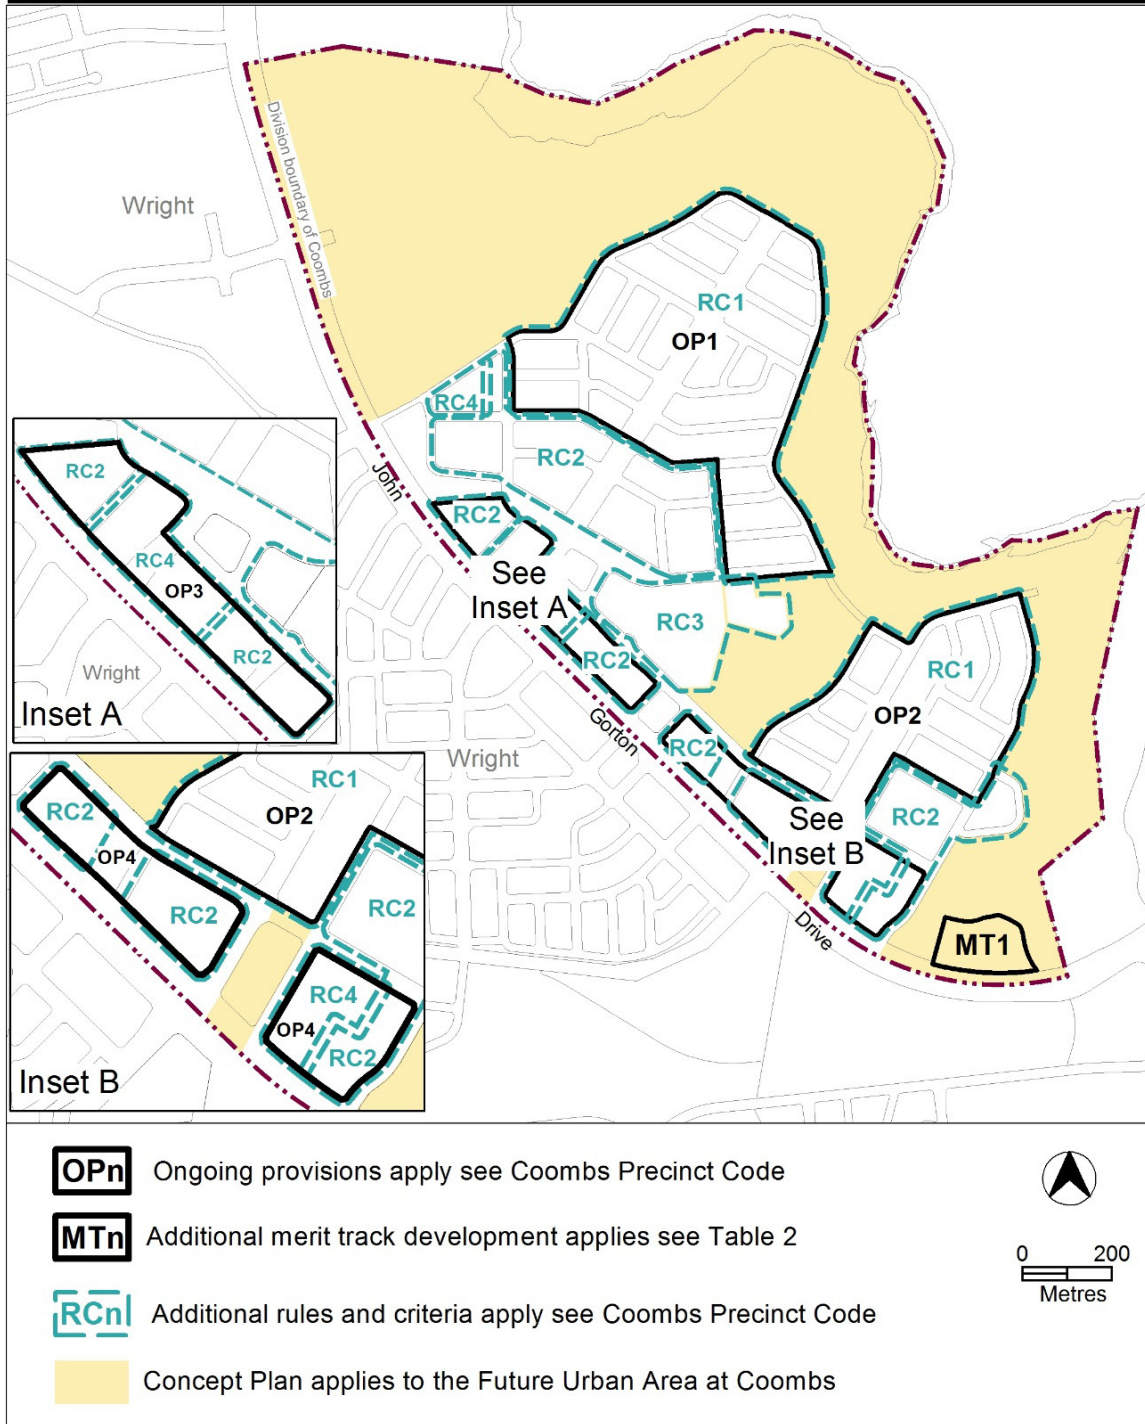 Wright
Division boundary of Coombs
RC1
OP1
RC4
RC2
John
RC2
See
Inset A
RC3
RC2
Gorton
RC1
OP2
Wright
RC2
RC2
See
Inset B
Drive
MT1
RC2
RC4
OP3
RC2
Wright
Inset A
RC1
OP2
RC2
OP4
RC2
RC2
RC4
OP4
RC2
Inset B
OPn Ongoing provisions apply see Coombs Precinct Code
MTn Additional merit track development applies see Table 2
RCn Additional rules and criteria apply see Coombs Precinct Code
Concept Plan applies to the Future Urban Area at Coombs
0 200
Metres